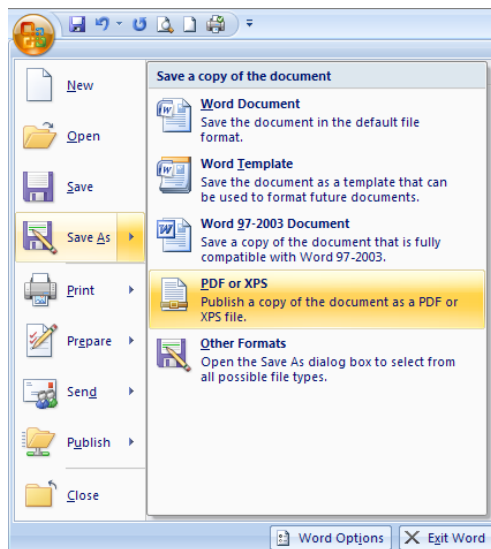 Save a copy of the document
New
Open
Save
Save As
Print
Prepare
Send
Publish
Close
Word Document
Save the document in the default file
format.
Word Template
Save the document as a template that can
be used to format future documents.
Word 97-2003 Document
Save a copy of the document that is fully
compatible with Word 97-2003.
PDF or XPS
Publish a copy of the document as a PDF or
XPS file.
Other Formats
Open the Save As dialog box to select from
all possible file types.
Word Options
Exit Word